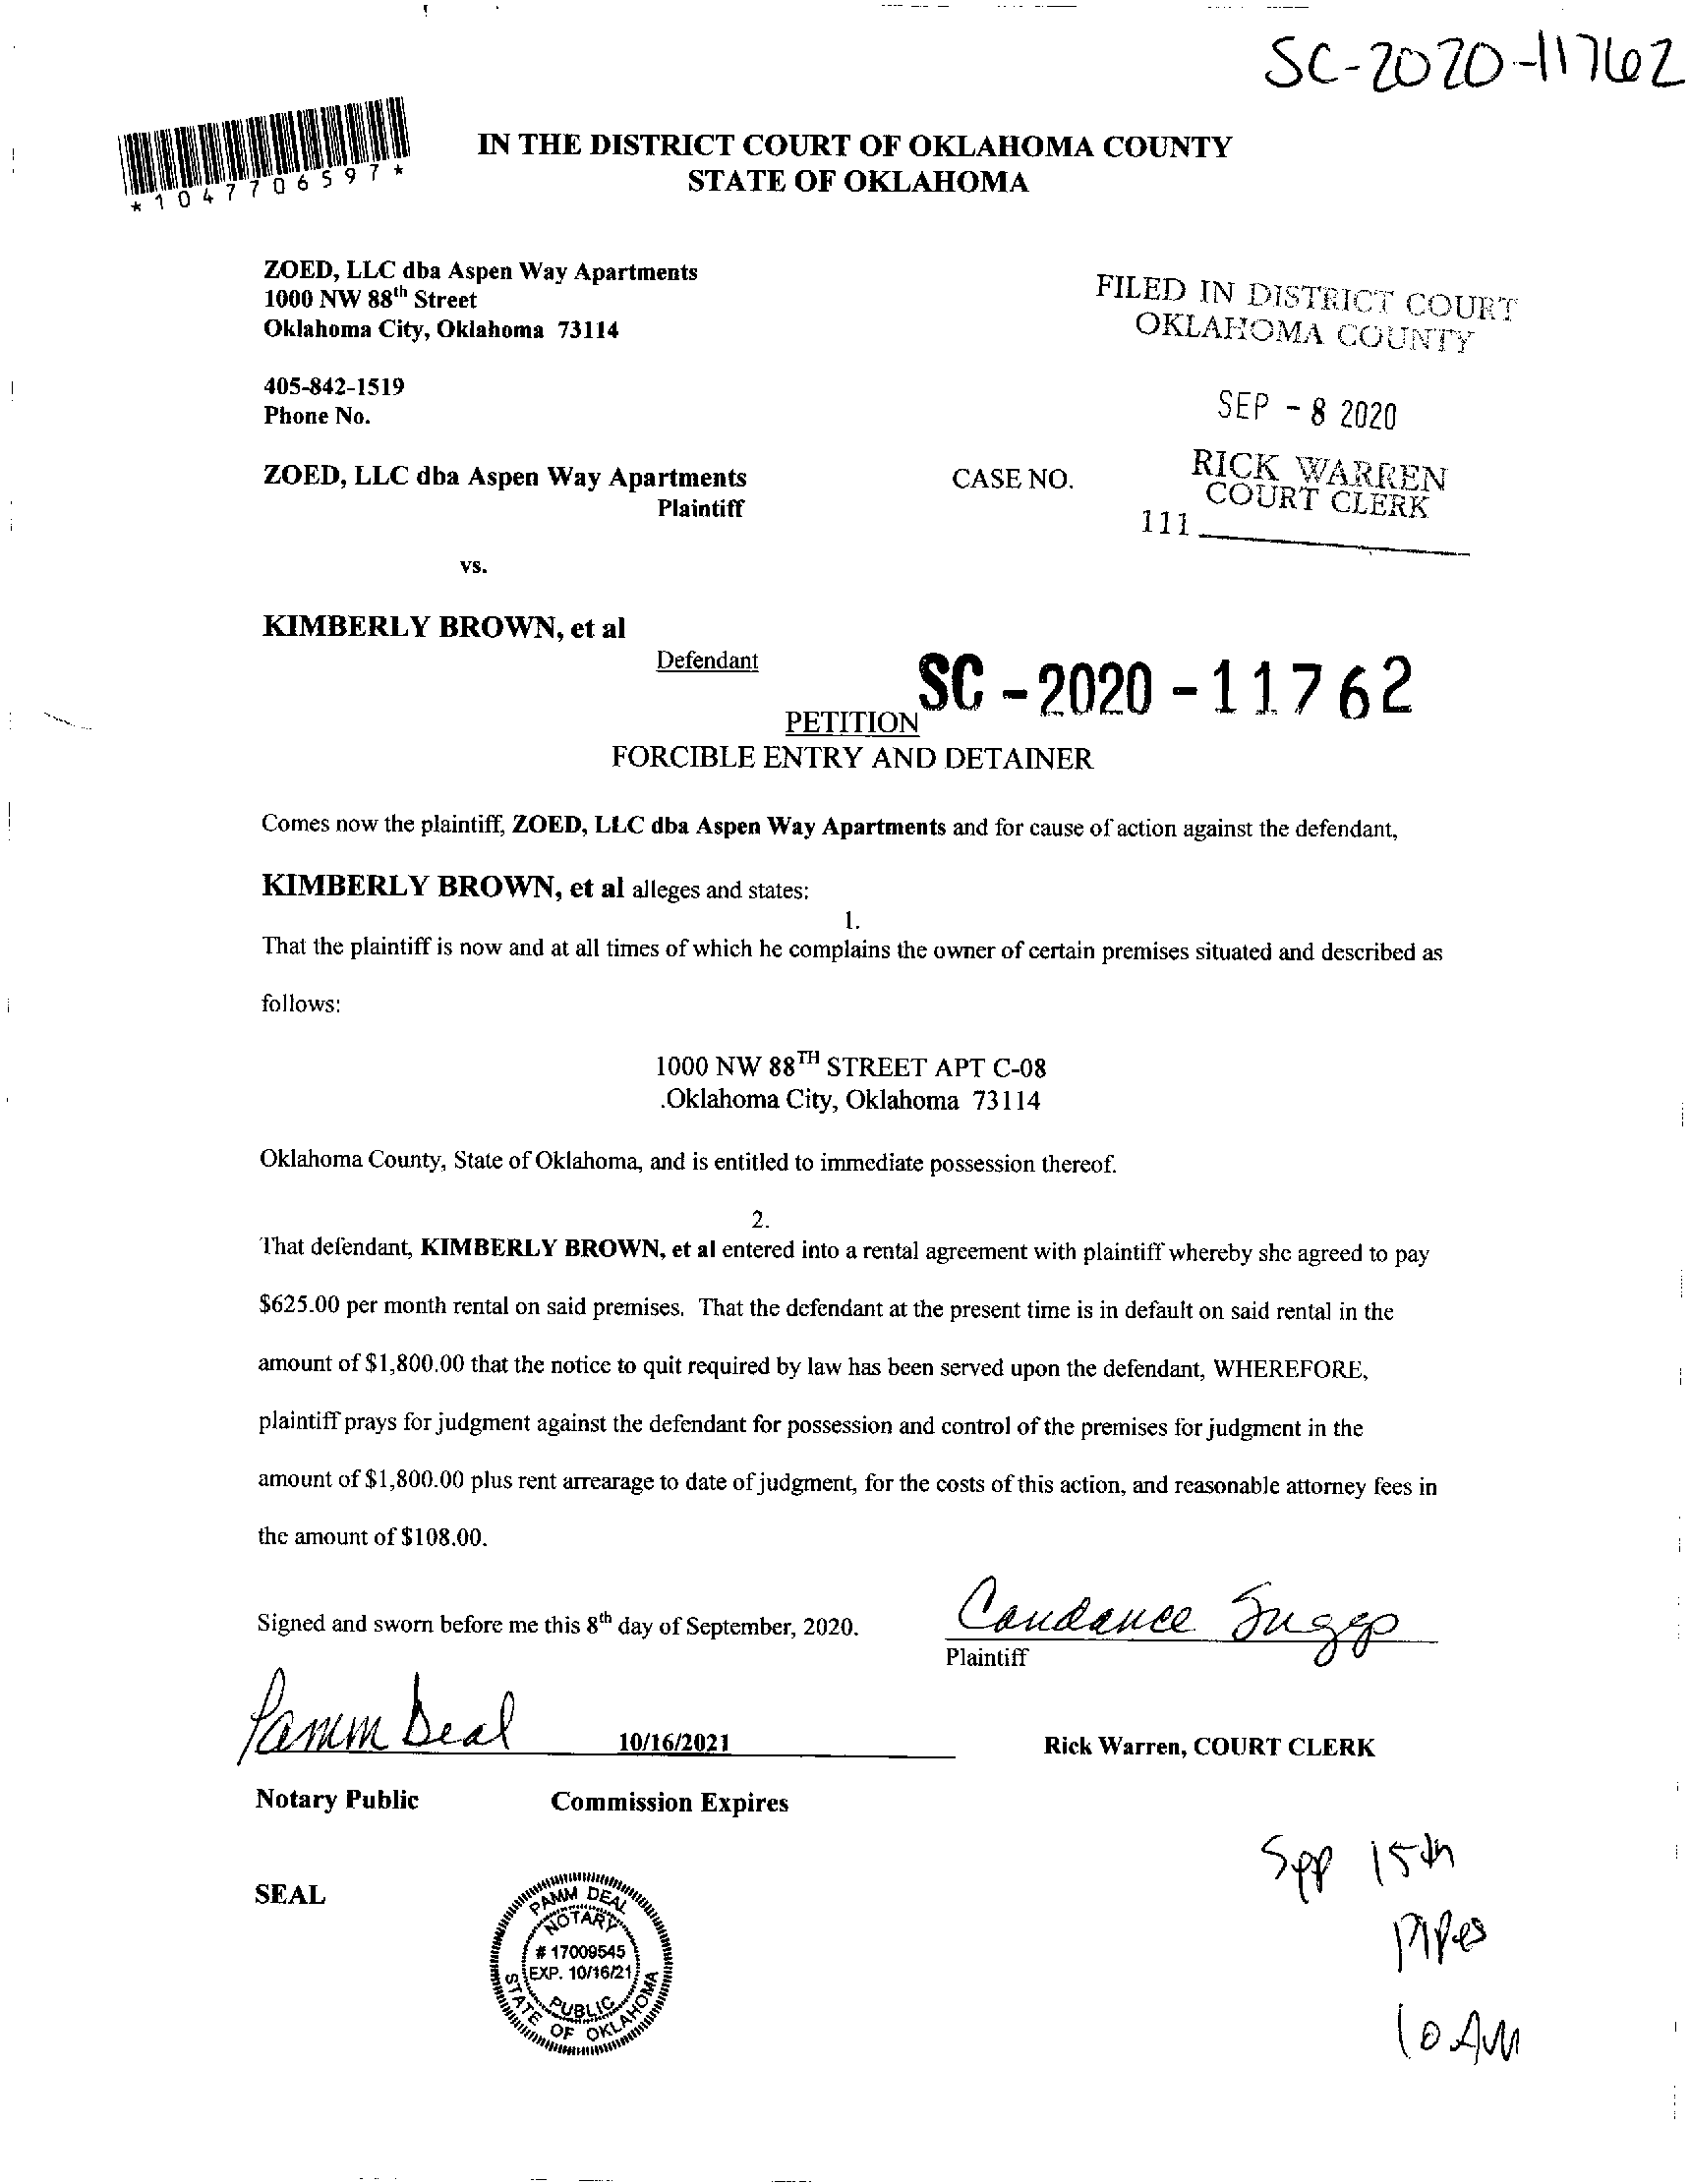 SC-2020-11762
*1047706597*
IN THE DISTRICT COURT OF OKLAHOMA COUNTY
STATE OF OKLAHOMA
ZOED, LLC dba Aspen Way Apartments
1000 NW 88th Street
Oklahoma City, Oklahoma 73114
FILED IN DISTRICT COURT
OKLAHOMA COUNTY
405-842-1519
Phone No.
SEP - 8 2020
ZOED, LLC dba Aspen Way Apartments
Plaintiff
CASE NO.
RICK WARREN
COURT CLERK
111
vs.
KIMBERLY BROWN, et al
Defendant
SC - 2020 - 11762
PETITION
FORCIBLE ENTRY AND DETAINER
Comes now the plaintiff, ZOED, LLC dba Aspen Way Apartments and for cause of action against the defendant,
KIMBERLY BROWN, et al alleges and states:
1.
That the plaintiff is now and at all times of which he complains the owner of certain premises situated and described as
follows:
1000 NW 88TH STREET APT C-08
.Oklahoma City, Oklahoma 73114
Oklahoma County, State of Oklahoma, and is entitled to immediate possession thereof.
2.
That defendant, KIMBERLY BROWN, et al entered into a rental agreement with plaintiff whereby she agreed to pay
$625.00 per month rental on said premises. That the defendant at the present time is in default on said rental in the
amount of $1,800.00 that the notice to quit required by law has been served upon the defendant, WHEREFORE,
plaintiff prays for judgment against the defendant for possession and control of the premises for judgment in the
amount of $1,800.00 plus rent arrearage to date of judgment, for the costs of this action, and reasonable attorney fees in
the amount of $108.00.
Signed and sworn before me this 8th day of September, 2020.
Candance Suggs
Plaintiff
Pamm Deal
10/16/2021
Rick Warren, COURT CLERK
Notary Public
Commission Expires
SEAL
PAMM DEAL
NOTARY
# 17009545
EXP. 10/16/21
PUBLIC
STATE OF OKLAHOMA
15th
10 AM